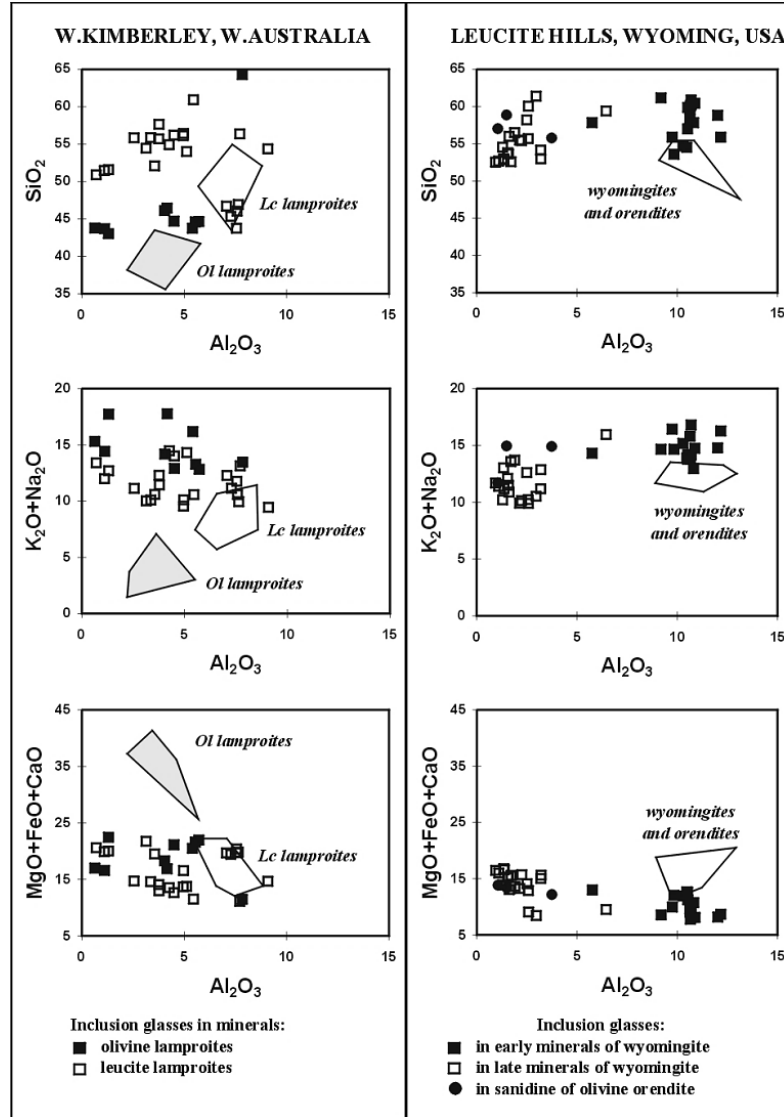 W.KIMBERLEY, W.AUSTRALIA
65
60
55
50
45
40
35
SiO₂
Lc lamproites
Ol lamproites
0 5 10 15
Al₂O₃
20
15
10
5
0
K₂O+Na₂O
Lc lamproites
Ol lamproites
0 5 10 15
Al₂O₃
45
35
25
15
5
MgO+FeO+CaO
Ol lamproites
Lc lamproites
0 5 10 15
Al₂O₃
Inclusion glasses in minerals:
olivine lamproites
leucite lamproites
LEUCITE HILLS, WYOMING, USA
65
60
55
50
45
40
35
SiO₂
wyomingites
and orendites
0 5 10 15
Al₂O₃
20
15
10
5
0
K₂O+Na₂O
wyomingites
and orendites
0 5 10 15
Al₂O₃
45
35
25
15
5
MgO+FeO+CaO
wyomingites
and orendites
0 5 10 15
Al₂O₃
Inclusion glasses:
in early minerals of wyomingite
in late minerals of wyomingite
in sanidine of olivine orendite